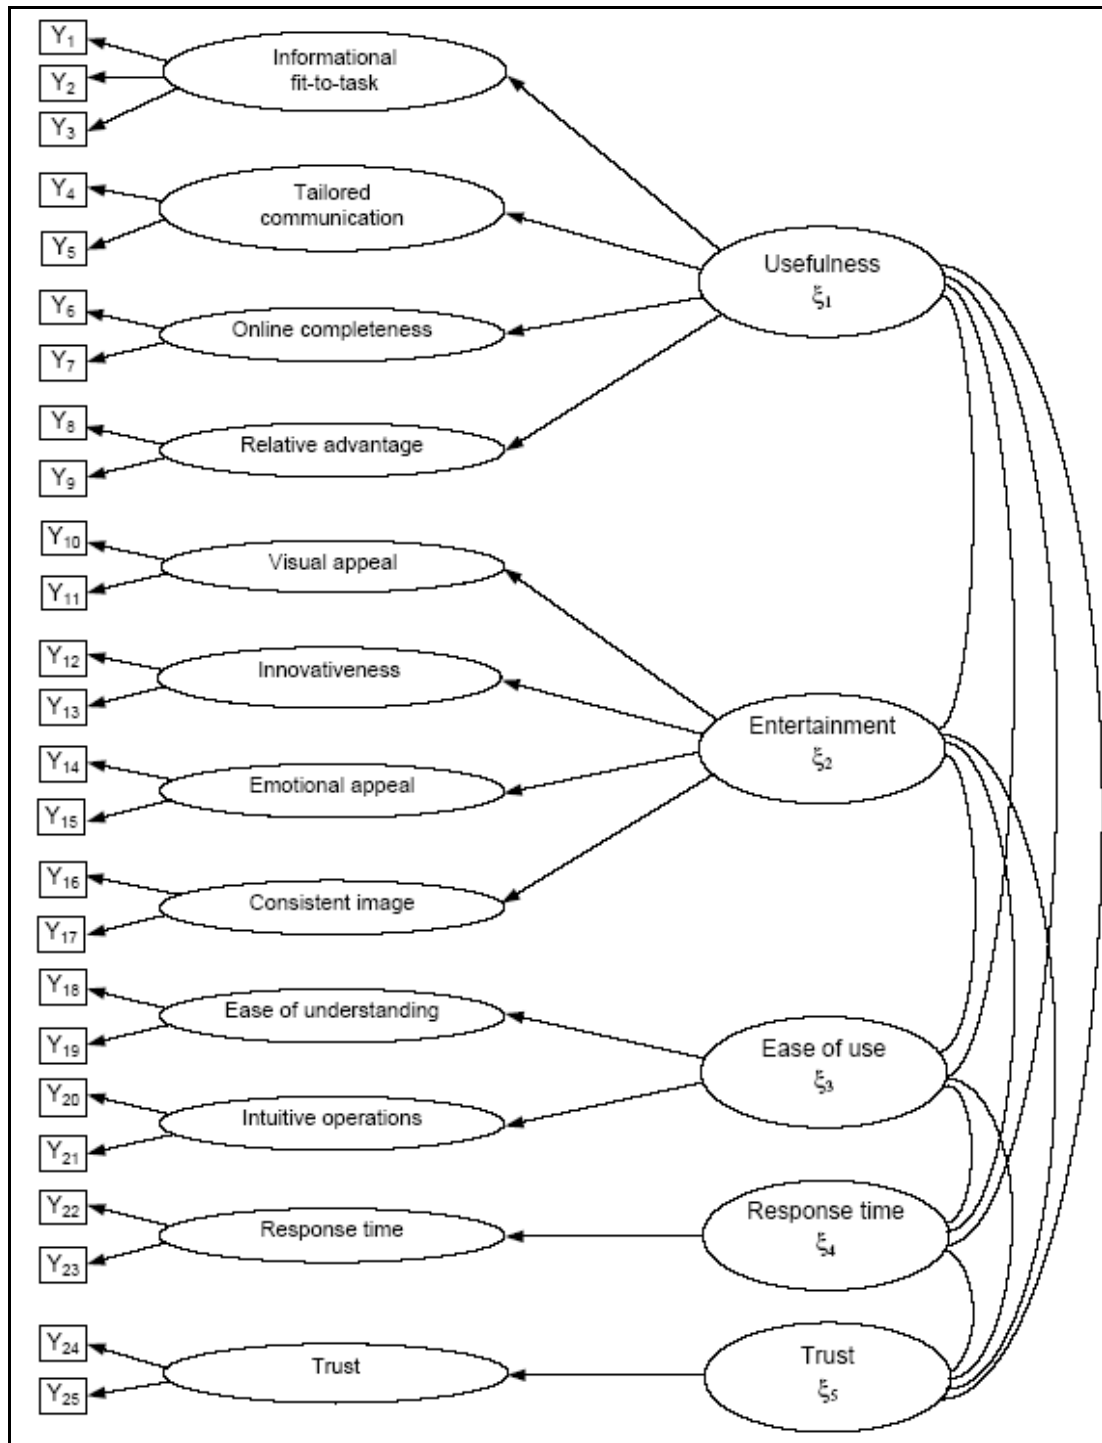 Y₁
Y₂
Y₃
Informational
fit-to-task
Y₄
Y₅
Tailored
communication
Y₆
Y₇
Online completeness
Y₈
Y₉
Relative advantage
Usefulness
ξ₁
Y₁₀
Y₁₁
Visual appeal
Y₁₂
Y₁₃
Innovativeness
Y₁₄
Y₁₅
Emotional appeal
Y₁₆
Y₁₇
Consistent image
Entertainment
ξ₂
Y₁₈
Y₁₉
Ease of understanding
Y₂₀
Y₂₁
Intuitive operations
Ease of use
ξ₃
Y₂₂
Y₂₃
Response time
Response time
ξ₄
Y₂₄
Y₂₅
Trust
Trust
ξ₅